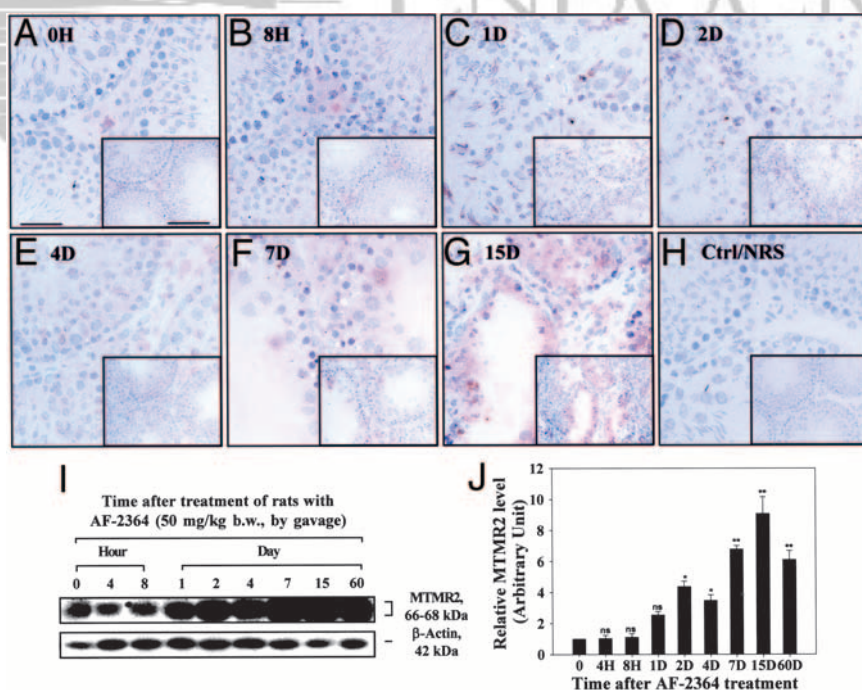 A 0H
B 8H
C 1D
D 2D
E 4D
F 7D
G 15D
H Ctrl/NRS
I
Time after treatment of rats with
AF-2364 (50 mg/kg b.w., by gavage)
Hour Day
0 4 8 1 2 4 7 15 60
MTMR2,
66-68 kDa
β-Actin,
42 kDa
J
Relative MTMR2 level
(Arbitrary Unit)
12
10
8
6
4
2
0
ns ns ns * * ** ** **
0 4H 8H 1D 2D 4D 7D 15D 60D
Time after AF-2364 treatment